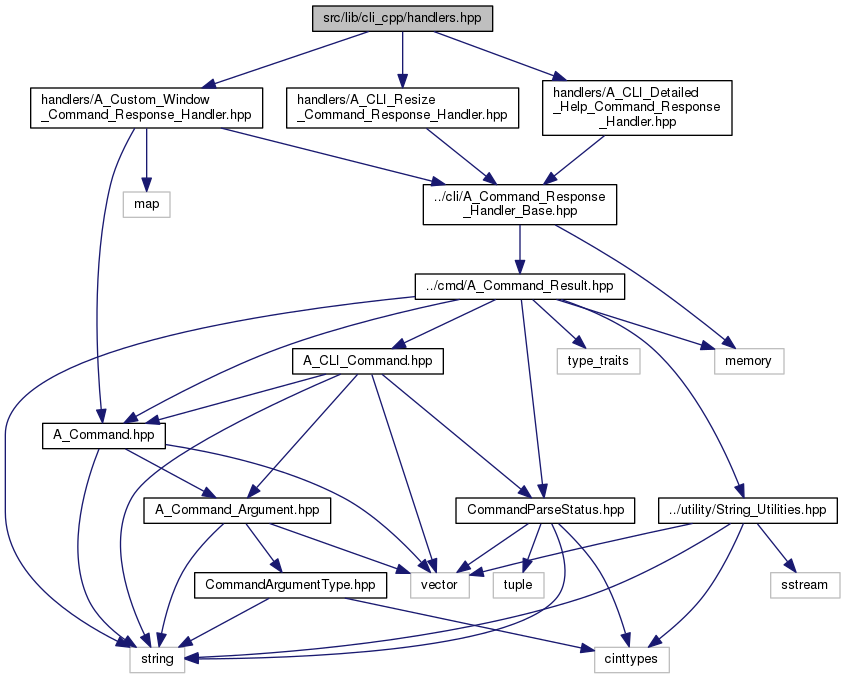 src/lib/cli_cpp/handlers.hpp
handlers/A_Custom_Window
_Command_Response_Handler.hpp
handlers/A_CLI_Resize
_Command_Response_Handler.hpp
handlers/A_CLI_Detailed
_Help_Command_Response
_Handler.hpp
map
../cli/A_Command_Response
_Handler_Base.hpp
../cmd/A_Command_Result.hpp
A_CLI_Command.hpp
type_traits
memory
A_Command.hpp
A_Command_Argument.hpp
CommandParseStatus.hpp
../utility/String_Utilities.hpp
CommandArgumentType.hpp
vector
tuple
sstream
string
cinttypes